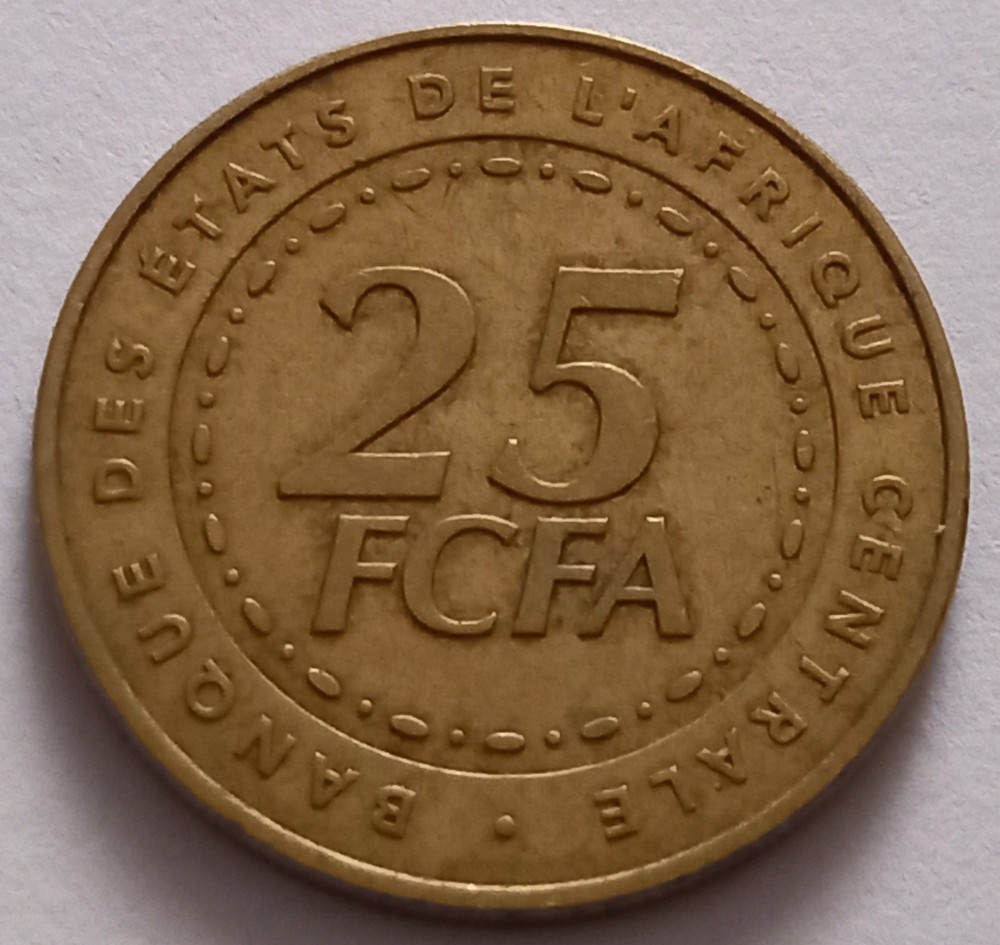 BANQUE DES ÉTATS DE L'AFRIQUE CENTRALE •
25
FCFA